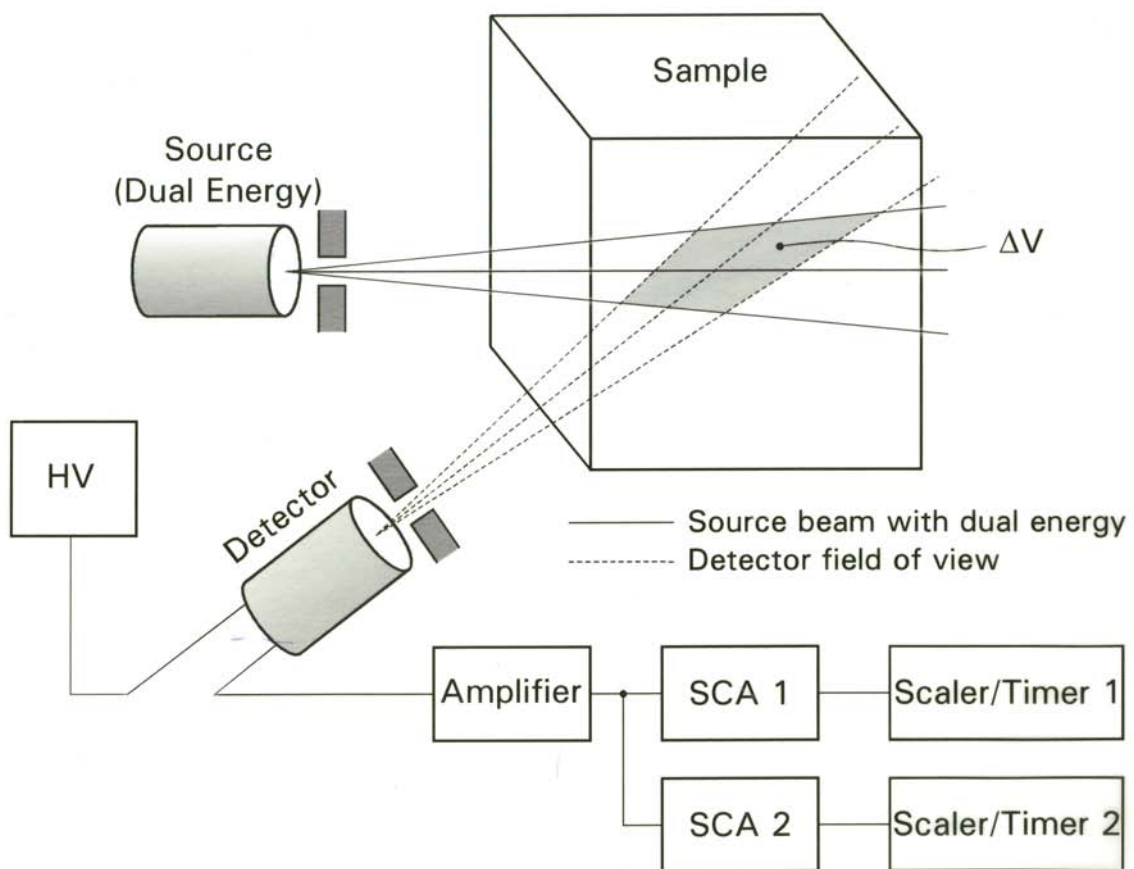 Sample
Source
(Dual Energy)
ΔV
HV
Detector
Source beam with dual energy
Detector field of view
Amplifier
SCA 1
Scaler/Timer 1
SCA 2
Scaler/Timer 2